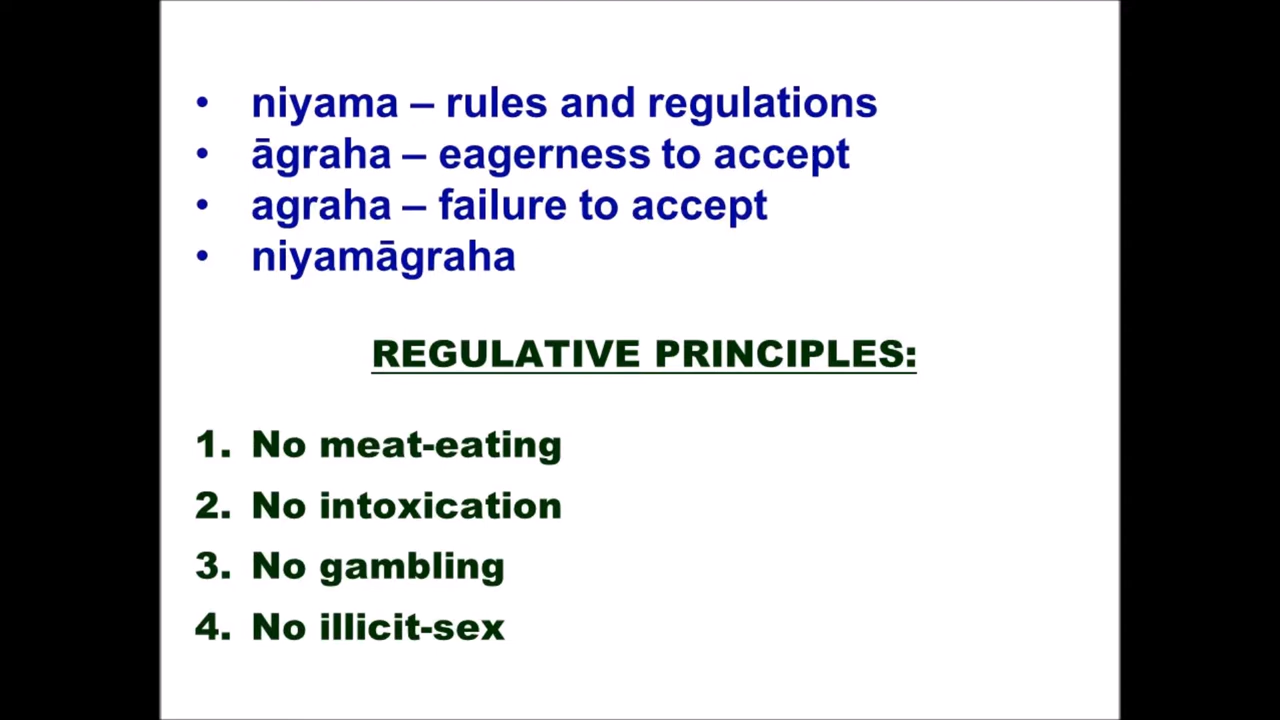 • niyama – rules and regulations
• āgraha – eagerness to accept
• agraha – failure to accept
• niyamāgraha
REGULATIVE PRINCIPLES:
1. No meat-eating
2. No intoxication
3. No gambling
4. No illicit-sex